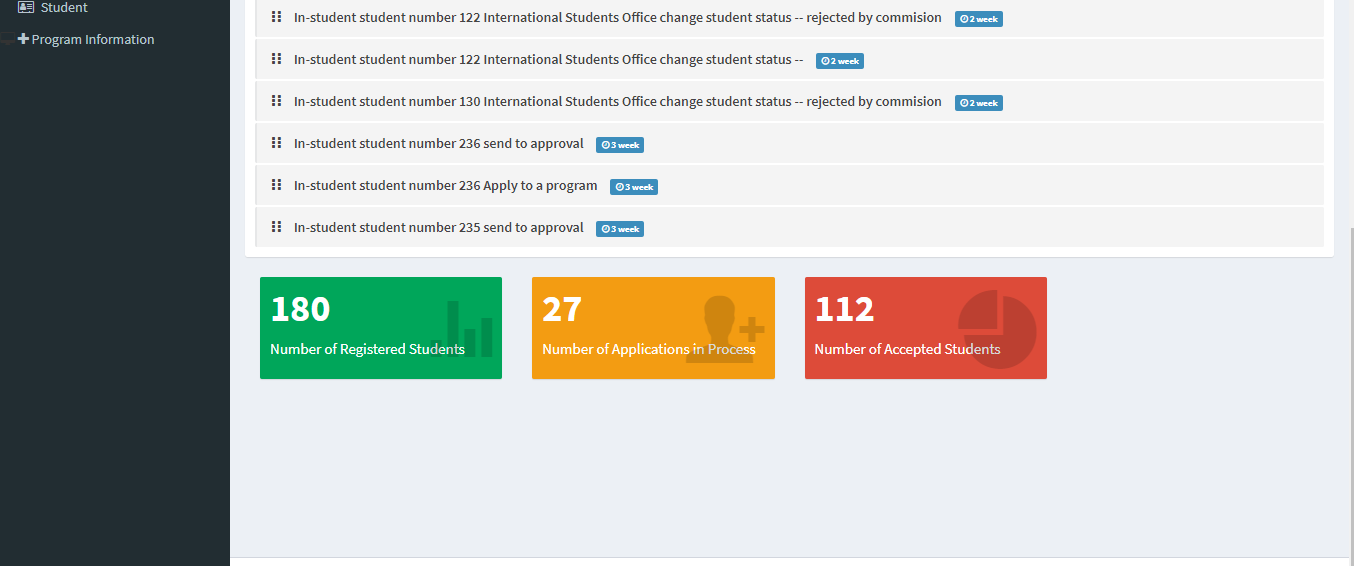 Student
Program Information
In-student student number 122 International Students Office change student status -- rejected by commision 2 week
In-student student number 122 International Students Office change student status -- 2 week
In-student student number 130 International Students Office change student status -- rejected by commision 2 week
In-student student number 236 send to approval 3 week
In-student student number 236 Apply to a program 3 week
In-student student number 235 send to approval 3 week
180
Number of Registered Students
27
Number of Applications in Process
112
Number of Accepted Students